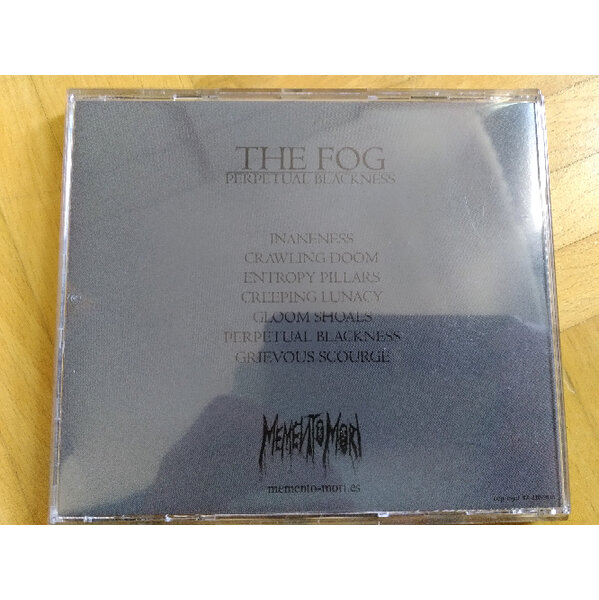 THE FOG
PERPETUAL BLACKNESS
INANENESS
CRAWLING DOOM
ENTROPY PILLARS
CREEPING LUNACY
GLOOM SHOALS
PERPETUAL BLACKNESS
GRIEVOUS SCOURGE
MEMENTO MORI
memento-mori.es